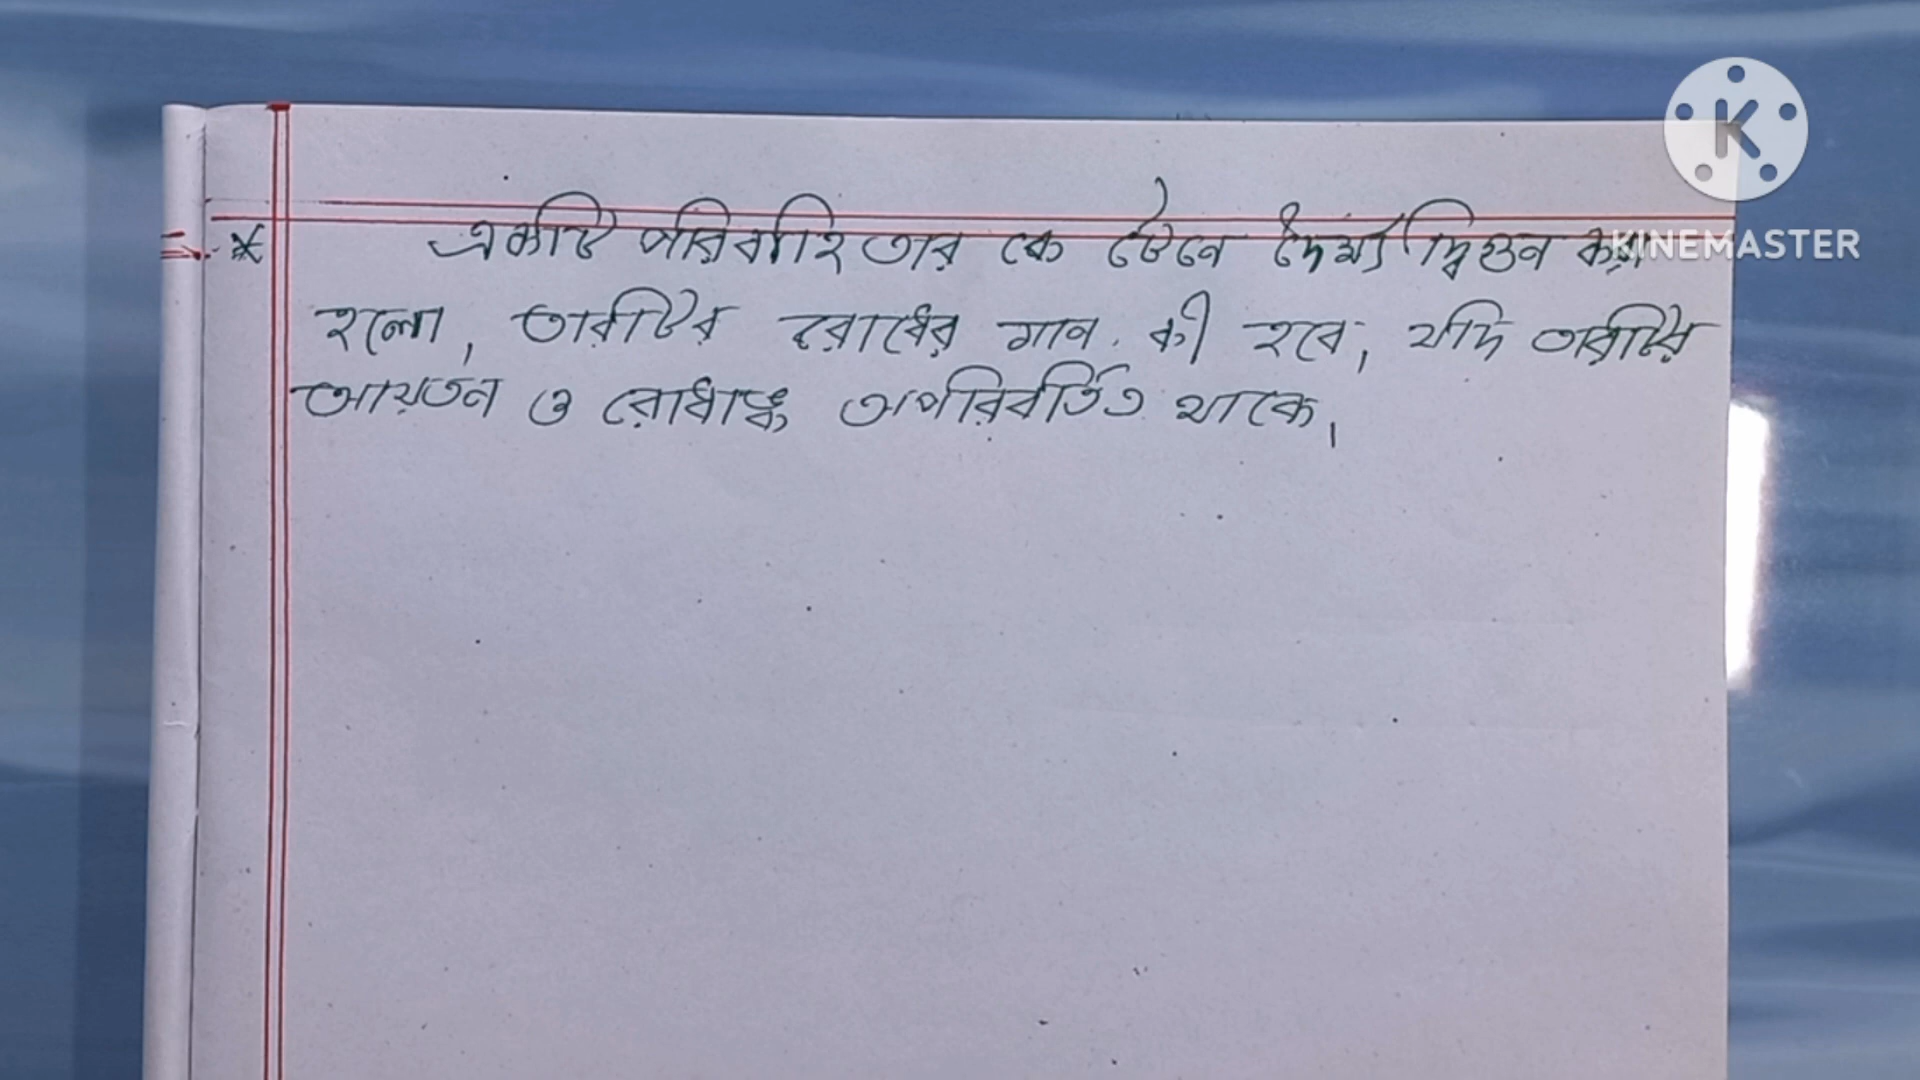 KINEMASTER
* একটি পরিবাহি তার কে টেনে দৈর্ঘ্য দ্বিগুন করা
হলো, তারটির রোধের মান কী হবে, যদি তারটির
আয়তন ও রোধাঙ্ক অপরিবর্তিত থাকে,